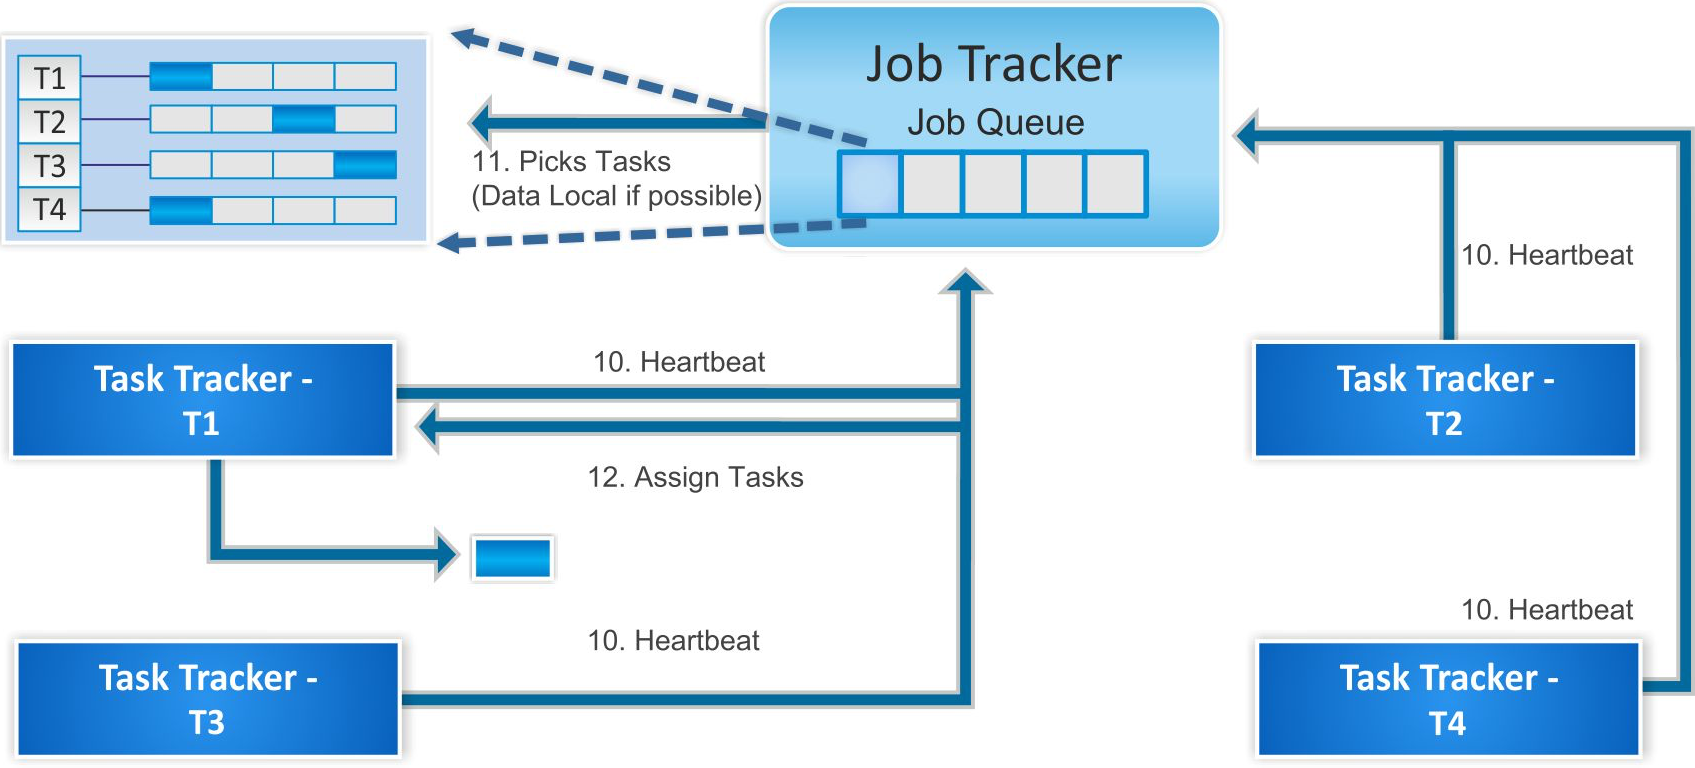 T1
T2
T3
T4
Job Tracker
Job Queue
11. Picks Tasks
(Data Local if possible)
10. Heartbeat
Task Tracker -
T1
10. Heartbeat
12. Assign Tasks
Task Tracker -
T2
10. Heartbeat
Task Tracker -
T3
10. Heartbeat
Task Tracker -
T4